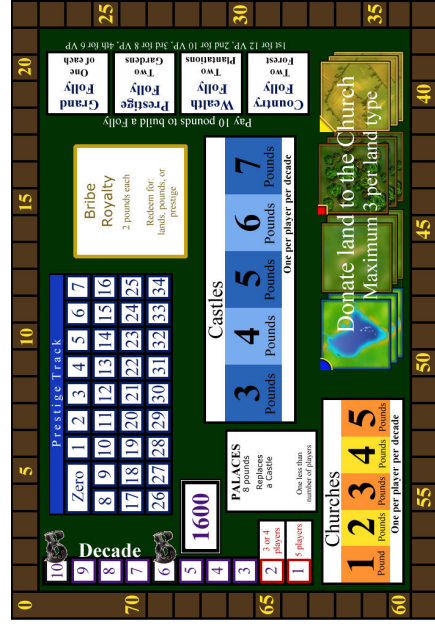 0
5
10
15
20
25
30
35
40
45
50
55
60
65
70
Prestige Track
Zero 1 2 3 4 5 6 7
8 9 10 11 12 13 14 15 16
17 18 19 20 21 22 23 24 25
26 27 28 29 30 31 32 33 34
Bribe
Royalty
2 pounds each
Redeem for:
lands, pounds, or
prestige
1st for 12 VP, 2nd for 10 VP, 3rd for 8 VP, 4th for 6 VP
Grand
Folly
One
of each
Prestige
Folly
Two
Gardens
Wealth
Folly
Two
Plantations
Country
Folly
Two
Forest
Pay 10 pounds to build a Folly
Decade
10
9
8
7
6
5
4
3
2
3 or 4
players
1
5 players
1600
PALACES
8 pounds
Replaces
a Castle
One less than
number of players
Castles
3 4 5 6 7
Pounds Pounds Pounds Pounds Pounds
One per player per decade
Churches
1 2 3 4 5
Pound Pounds Pounds Pounds Pounds
One per player per decade
Donate land to the Church
Maximum 3 per land type